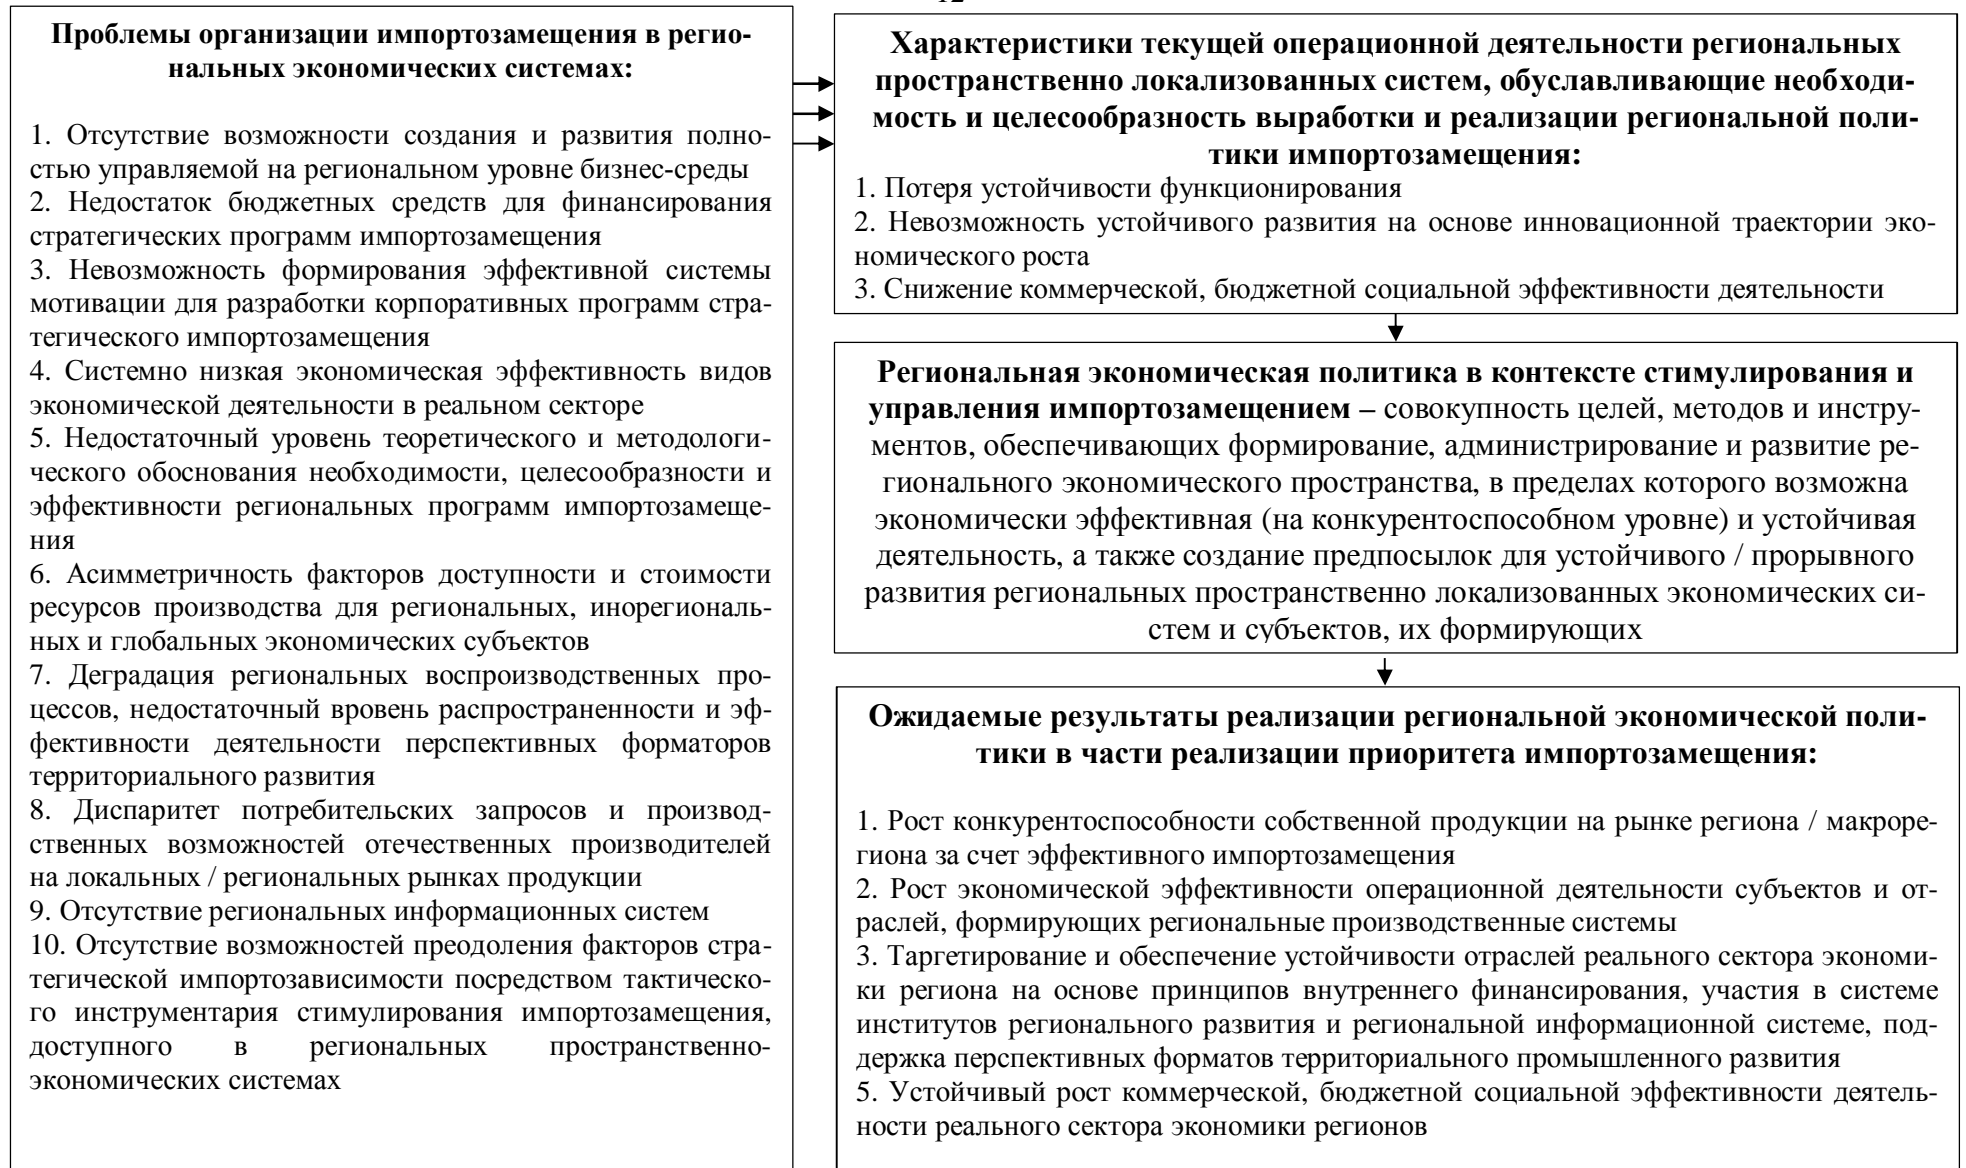 Проблемы организации импортозамещения в регио-
нальных экономических системах:
1. Отсутствие возможности создания и развития полно-
стью управляемой на региональном уровне бизнес-среды
2. Недостаток бюджетных средств для финансирования
стратегических программ импортозамещения
3. Невозможность формирования эффективной системы
мотивации для разработки корпоративных программ стра-
тегического импортозамещения
4. Системно низкая экономическая эффективность видов
экономической деятельности в реальном секторе
5. Недостаточный уровень теоретического и методологи-
ческого обоснования необходимости, целесообразности и
эффективности региональных программ импортозамеще-
ния
6. Асимметричность факторов доступности и стоимости
ресурсов производства для региональных, инорегиональ-
ных и глобальных экономических субъектов
7. Деградация региональных воспроизводственных про-
цессов, недостаточный вровень распространенности и эф-
фективности деятельности перспективных форматоров
территориального развития
8. Диспаритет потребительских запросов и производ-
ственных возможностей отечественных производителей
на локальных / региональных рынках продукции
9. Отсутствие региональных информационных систем
10. Отсутствие возможностей преодоления факторов стра-
тегической импортозависимости посредством тактическо-
го инструментария стимулирования импортозамещения,
доступного в региональных пространственно-
экономических системах
Характеристики текущей операционной деятельности региональных
пространственно локализованных систем, обуславливающие необходи-
мость и целесообразность выработки и реализации региональной поли-
тики импортозамещения:
1. Потеря устойчивости функционирования
2. Невозможность устойчивого развития на основе инновационной траектории эко-
номического роста
3. Снижение коммерческой, бюджетной социальной эффективности деятельности
Региональная экономическая политика в контексте стимулирования и
управления импортозамещением – совокупность целей, методов и инстру-
ментов, обеспечивающих формирование, администрирование и развитие ре-
гионального экономического пространства, в пределах которого возможна
экономически эффективная (на конкурентоспособном уровне) и устойчивая
деятельность, а также создание предпосылок для устойчивого / прорывного
развития региональных пространственно локализованных экономических си-
стем и субъектов, их формирующих
Ожидаемые результаты реализации региональной экономической поли-
тики в части реализации приоритета импортозамещения:
1. Рост конкурентоспособности собственной продукции на рынке региона / макроре-
гиона за счет эффективного импортозамещения
2. Рост экономической эффективности операционной деятельности субъектов и от-
раслей, формирующих региональные производственные системы
3. Таргетирование и обеспечение устойчивости отраслей реального сектора экономи-
ки региона на основе принципов внутреннего финансирования, участия в системе
институтов регионального развития и региональной информационной системе, под-
держка перспективных форматов территориального промышленного развития
5. Устойчивый рост коммерческой, бюджетной социальной эффективности деятель-
ности реального сектора экономики регионов